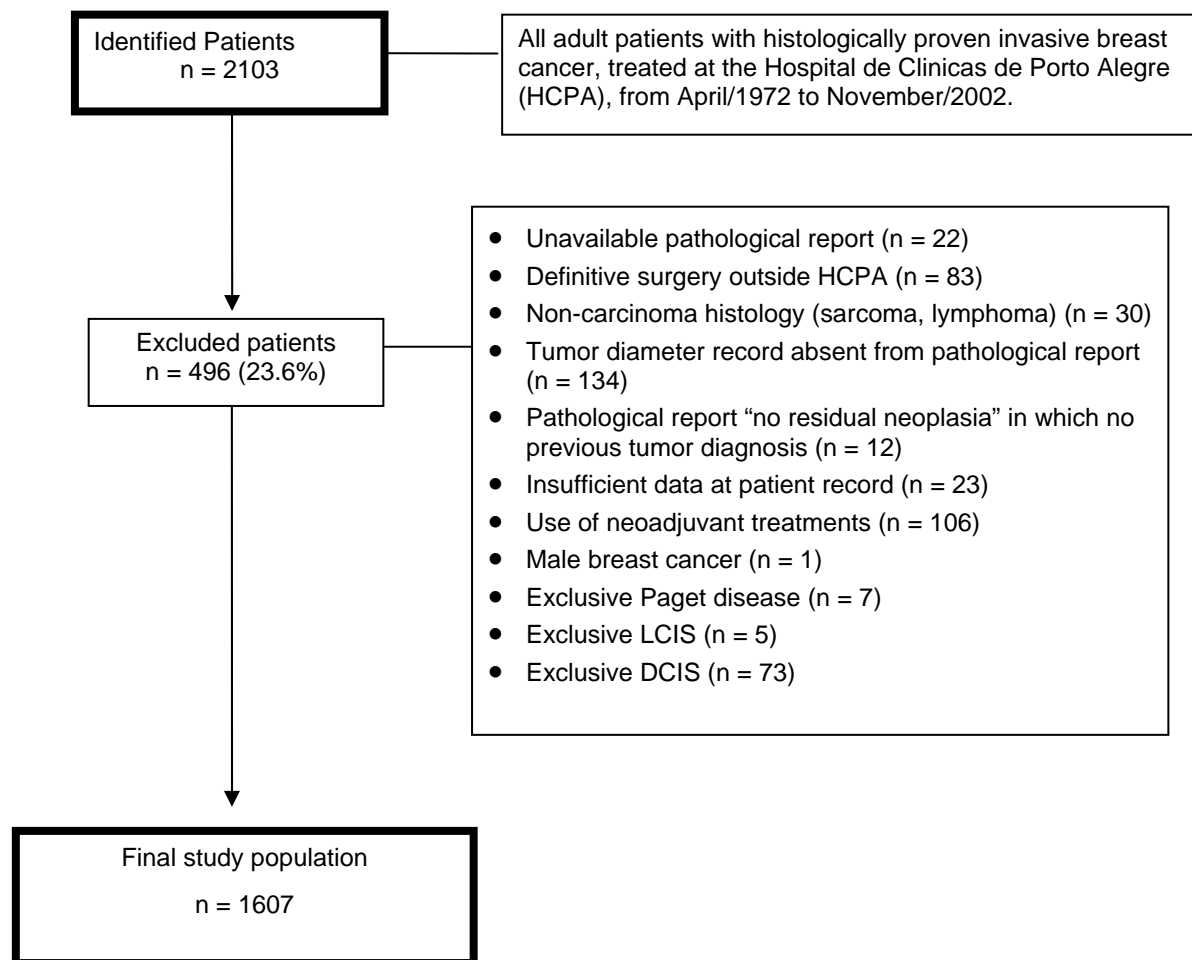 Identified Patients
n = 2103
All adult patients with histologically proven invasive breast
cancer, treated at the Hospital de Clinicas de Porto Alegre
(HCPA), from April/1972 to November/2002.
• Unavailable pathological report (n = 22)
• Definitive surgery outside HCPA (n = 83)
• Non-carcinoma histology (sarcoma, lymphoma) (n = 30)
• Tumor diameter record absent from pathological report
(n = 134)
• Pathological report “no residual neoplasia” in which no
previous tumor diagnosis (n = 12)
• Insufficient data at patient record (n = 23)
• Use of neoadjuvant treatments (n = 106)
• Male breast cancer (n = 1)
• Exclusive Paget disease (n = 7)
• Exclusive LCIS (n = 5)
• Exclusive DCIS (n = 73)
Excluded patients
n = 496 (23.6%)
Final study population
n = 1607